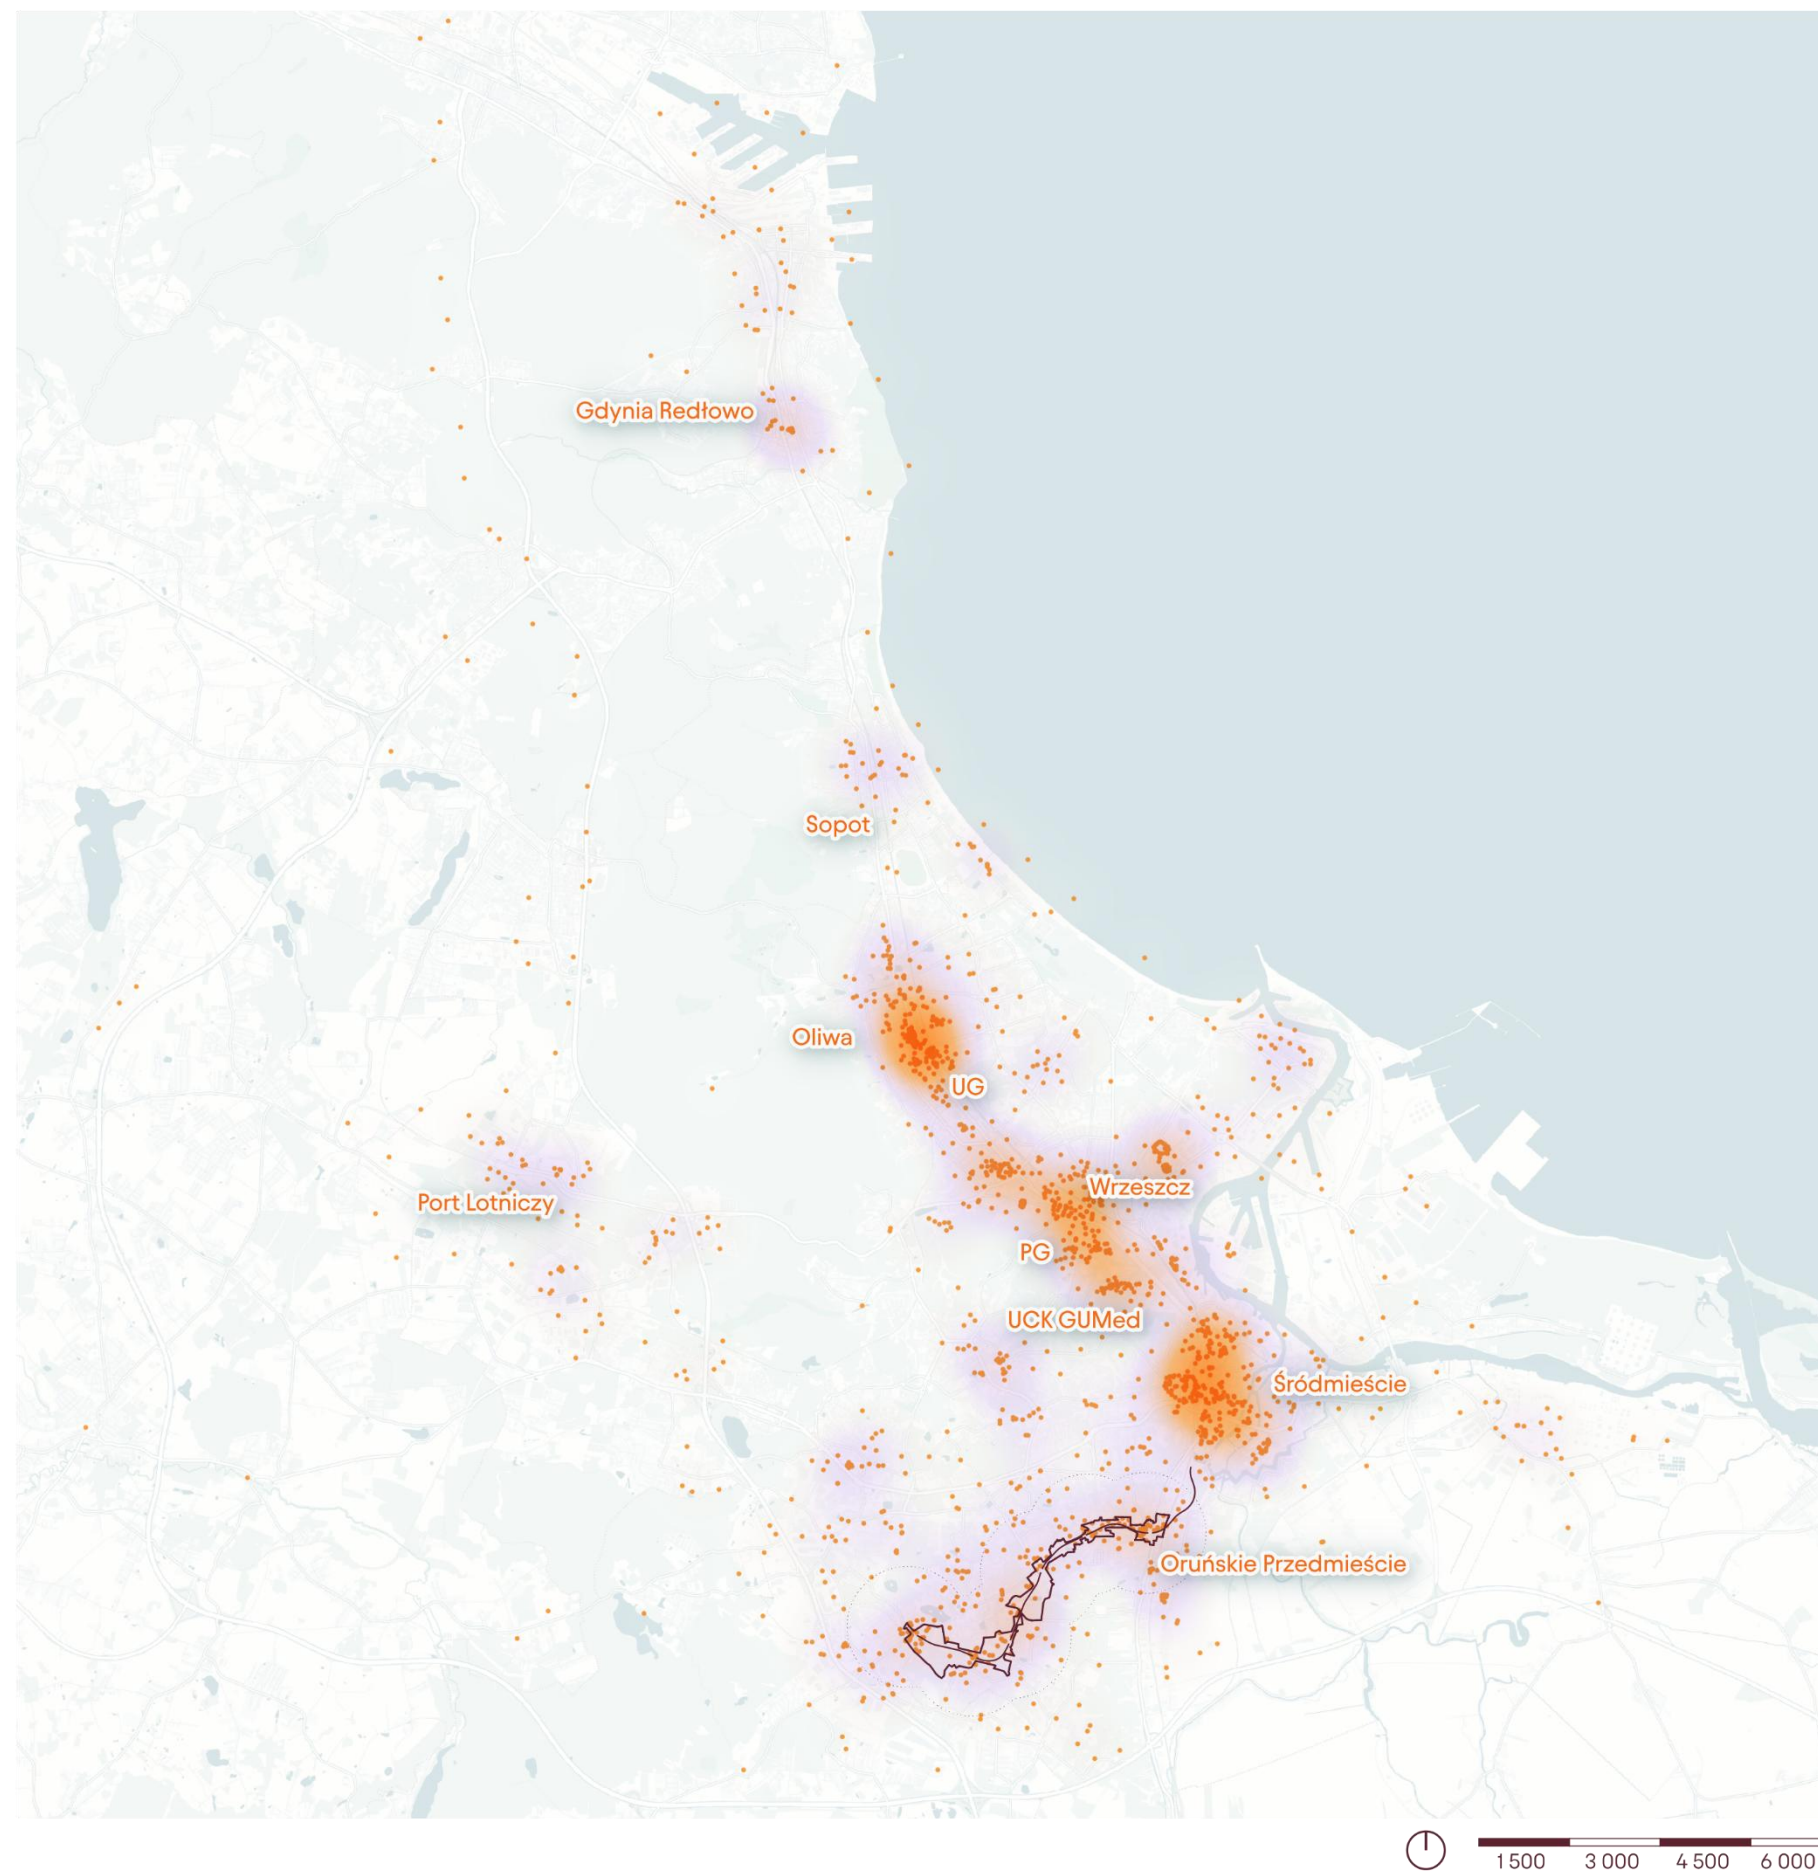 Gdynia Redłowo
Sopot
Oliwa
UG
Wrzeszcz
Port Lotniczy
PG
UCK GUMed
Śródmieście
Oruńskie Przedmieście
1 500 3 000 4 500 6 000